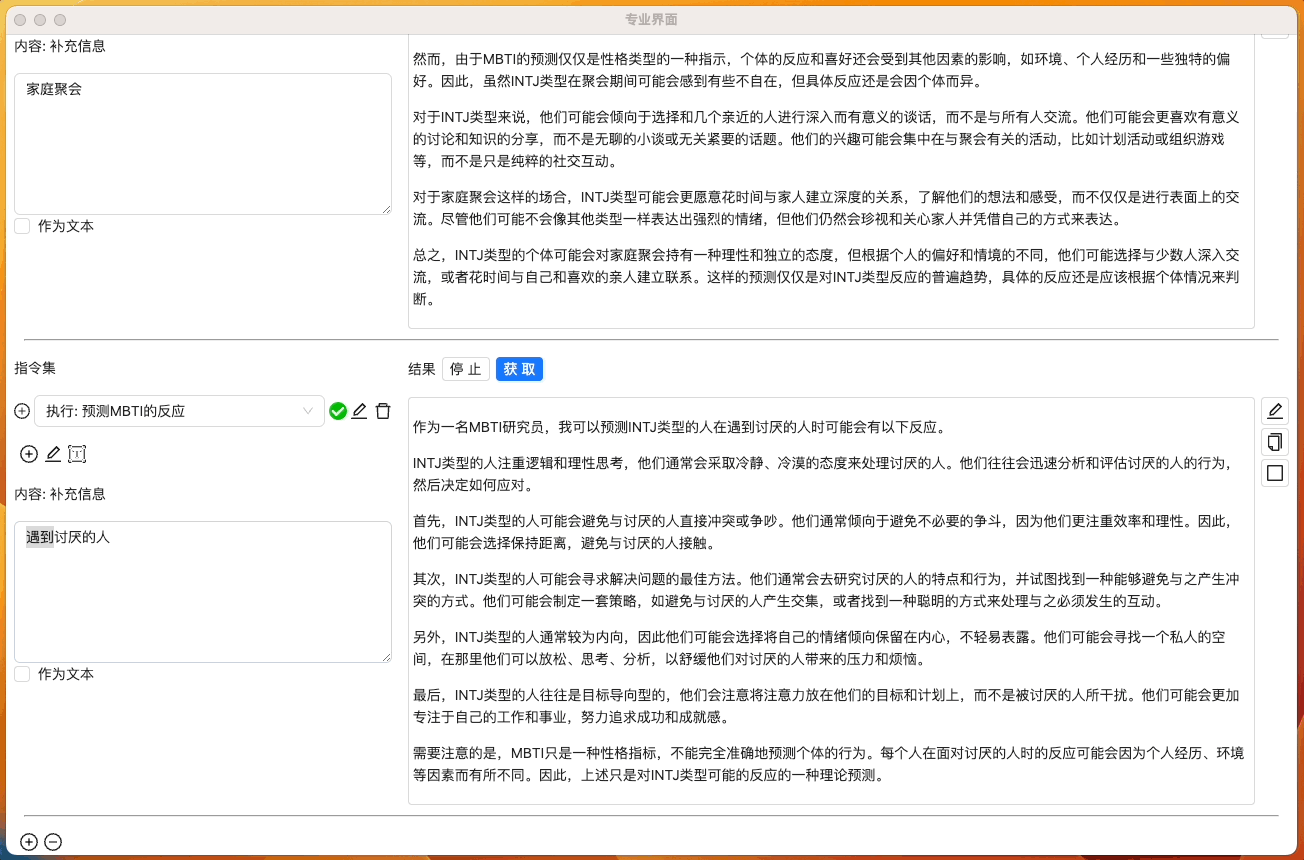 专业界面
内容: 补充信息
家庭聚会
作为文本
然而，由于MBTI的预测仅仅是性格类型的一种指示，个体的反应和喜好还会受到其他因素的影响，如环境、个人经历和一些独特的偏
好。因此，虽然INTJ类型在聚会期间可能会感到有些不自在，但具体反应还是会因个体而异。
对于INTJ类型来说，他们可能会倾向于选择和几个亲近的人进行深入而有意义的谈话，而不是与所有人交流。他们可能会更喜欢有意义
的讨论和知识的分享，而不是无聊的小谈或无关紧要的话题。他们的兴趣可能会集中在与聚会有关的活动，比如计划活动或组织游戏
等，而不是只是纯粹的社交互动。
对于家庭聚会这样的场合，INTJ类型可能会更愿意花时间与家人建立深度的关系，了解他们的想法和感受，而不仅仅是进行表面上的交
流。尽管他们可能不会像其他类型一样表达出强烈的情绪，但他们仍然会珍视和关心家人并凭借自己的方式来表达。
总之，INTJ类型的个体可能会对家庭聚会持有一种理性和独立的态度，但根据个人的偏好和情境的不同，他们可能选择与少数人深入交
流，或者花时间与自己和喜欢的亲人建立联系。这样的预测仅仅是对INTJ类型反应的普遍趋势，具体的反应还是应该根据个体情况来判
断。
指令集
执行: 预测MBTI的反应
内容: 补充信息
遇到讨厌的人
作为文本
结果 停 止 获 取
作为一名MBTI研究员，我可以预测INTJ类型的人在遇到讨厌的人时可能会有以下反应。
INTJ类型的人注重逻辑和理性思考，他们通常会采取冷静、冷漠的态度来处理讨厌的人。他们往往会迅速分析和评估讨厌的人的行为，
然后决定如何应对。
首先，INTJ类型的人可能会避免与讨厌的人直接冲突或争吵。他们通常倾向于避免不必要的争斗，因为他们更注重效率和理性。因此，
他们可能会选择保持距离，避免与讨厌的人接触。
其次，INTJ类型的人可能会寻求解决问题的最佳方法。他们通常会去研究讨厌的人的特点和行为，并试图找到一种能够避免与之产生冲
突的方式。他们可能会制定一套策略，如避免与讨厌的人产生交集，或者找到一种聪明的方式来处理与之必须发生的互动。
另外，INTJ类型的人通常较为内向，因此他们可能会选择将自己的情绪倾向保留在内心，不轻易表露。他们可能会寻找一个私人的空
间，在那里他们可以放松、思考、分析，以舒缓他们对讨厌的人带来的压力和烦恼。
最后，INTJ类型的人往往是目标导向型的，他们会注意将注意力放在他们的目标和计划上，而不是被讨厌的人所干扰。他们可能会更加
专注于自己的工作和事业，努力追求成功和成就感。
需要注意的是，MBTI只是一种性格指标，不能完全准确地预测个体的行为。每个人在面对讨厌的人时的反应可能会因为个人经历、环境
等因素而有所不同。因此，上述只是对INTJ类型可能的反应的一种理论预测。